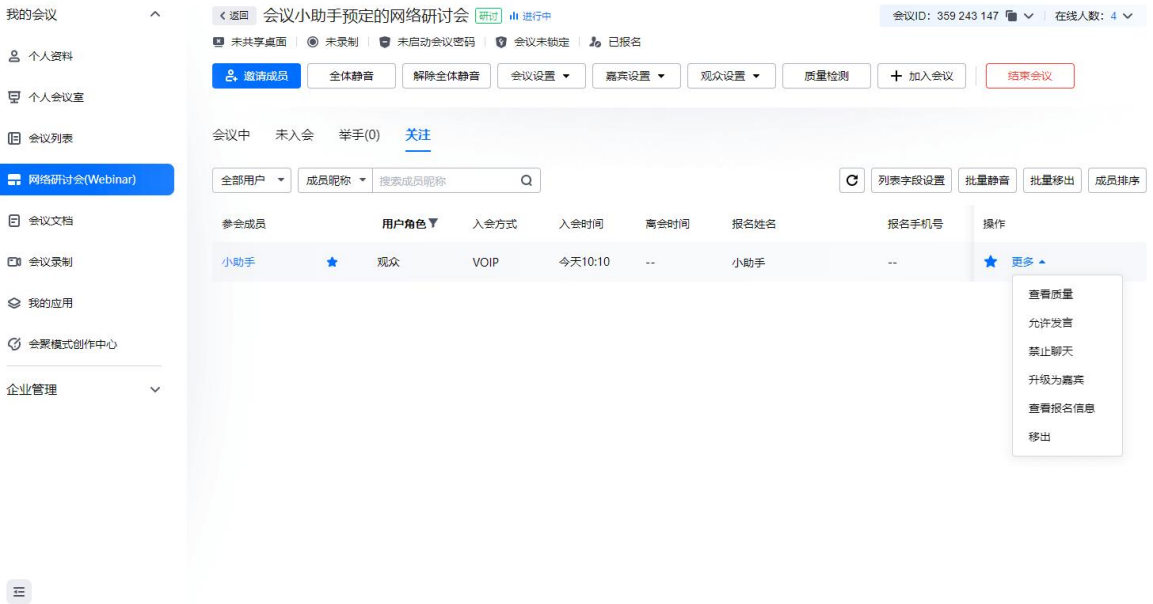 我的会议
个人资料
个人会议室
会议列表
网络研讨会(Webinar)
会议文档
会议录制
我的应用
会聚模式创作中心
企业管理
返回 会议小助手预定的网络研讨会 研讨 进行中 会议ID：359 243 147 在线人数：4
未共享桌面 未录制 未启动会议密码 会议未锁定 已报名
邀请成员 全体静音 解除全体静音 会议设置 嘉宾设置 观众设置 质量检测 加入会议 结束会议
会议中 未入会 举手(0) 关注
全部用户 成员昵称 搜索成员昵称 列表字段设置 批量静音 批量移出 成员排序
参会成员 用户角色 入会方式 入会时间 离会时间 报名姓名 报名手机号 操作
小助手 观众 VOIP 今天10:10 -- 小助手 -- 更多
查看质量
允许发言
禁止聊天
升级为嘉宾
查看报名信息
移出